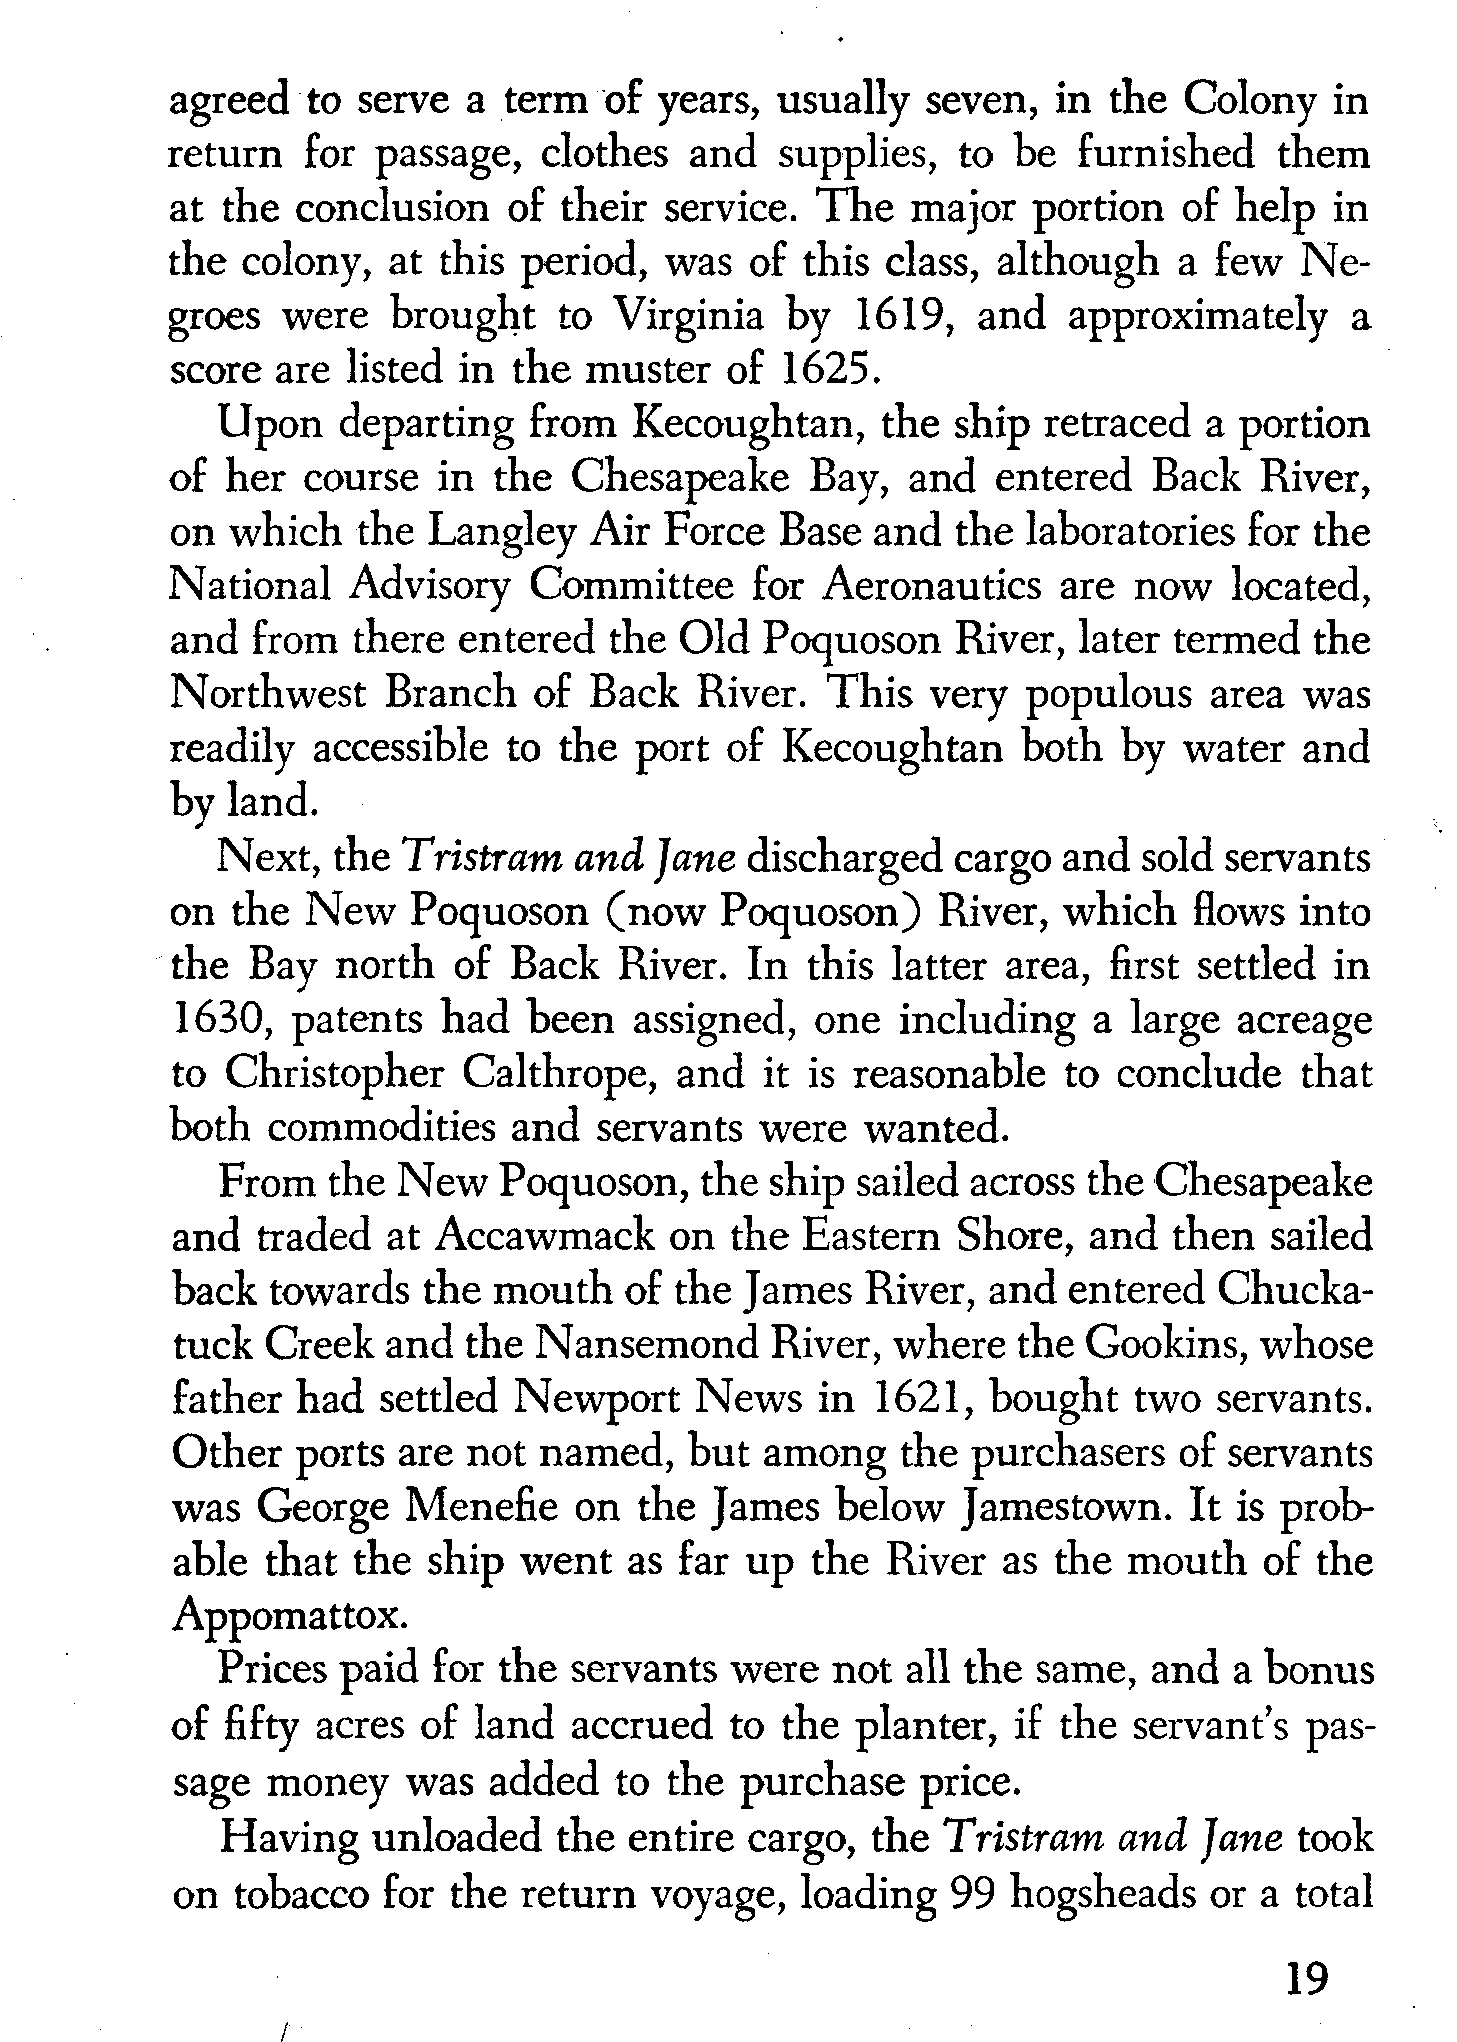 agreed to serve a term of years, usually seven, in the Colony in
return for passage, clothes and supplies, to be furnished them
at the conclusion of their service. The major portion of help in
the colony, at this period, was of this class, although a few Ne-
groes were brought to Virginia by 1619, and approximately a
score are listed in the muster of 1625.
Upon departing from Kecoughtan, the ship retraced a portion
of her course in the Chesapeake Bay, and entered Back River,
on which the Langley Air Force Base and the laboratories for the
National Advisory Committee for Aeronautics are now located,
and from there entered the Old Poquoson River, later termed the
Northwest Branch of Back River. This very populous area was
readily accessible to the port of Kecoughtan both by water and
by land.
Next, the Tristram and Jane discharged cargo and sold servants
on the New Poquoson (now Poquoson) River, which flows into
the Bay north of Back River. In this latter area, first settled in
1630, patents had been assigned, one including a large acreage
to Christopher Calthrope, and it is reasonable to conclude that
both commodities and servants were wanted.
From the New Poquoson, the ship sailed across the Chesapeake
and traded at Accawmack on the Eastern Shore, and then sailed
back towards the mouth of the James River, and entered Chucka-
tuck Creek and the Nansemond River, where the Gookins, whose
father had settled Newport News in 1621, bought two servants.
Other ports are not named, but among the purchasers of servants
was George Menefie on the James below Jamestown. It is prob-
able that the ship went as far up the River as the mouth of the
Appomattox.
Prices paid for the servants were not all the same, and a bonus
of fifty acres of land accrued to the planter, if the servant's pas-
sage money was added to the purchase price.
Having unloaded the entire cargo, the Tristram and Jane took
on tobacco for the return voyage, loading 99 hogsheads or a total
19